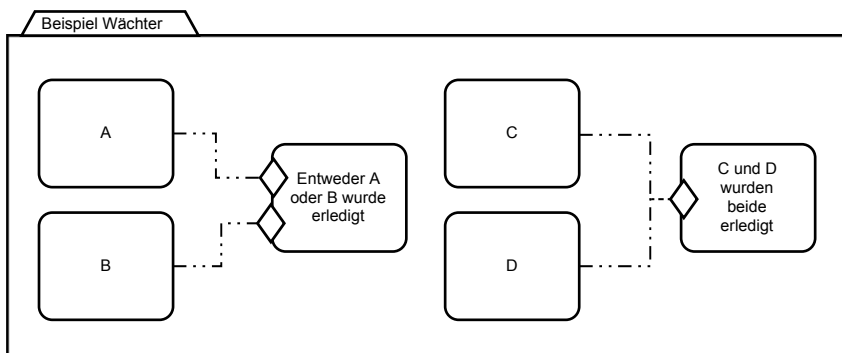 Beispiel Wächter
A
B
Entweder A
oder B wurde
erledigt
C
D
C und D
wurden
beide
erledigt